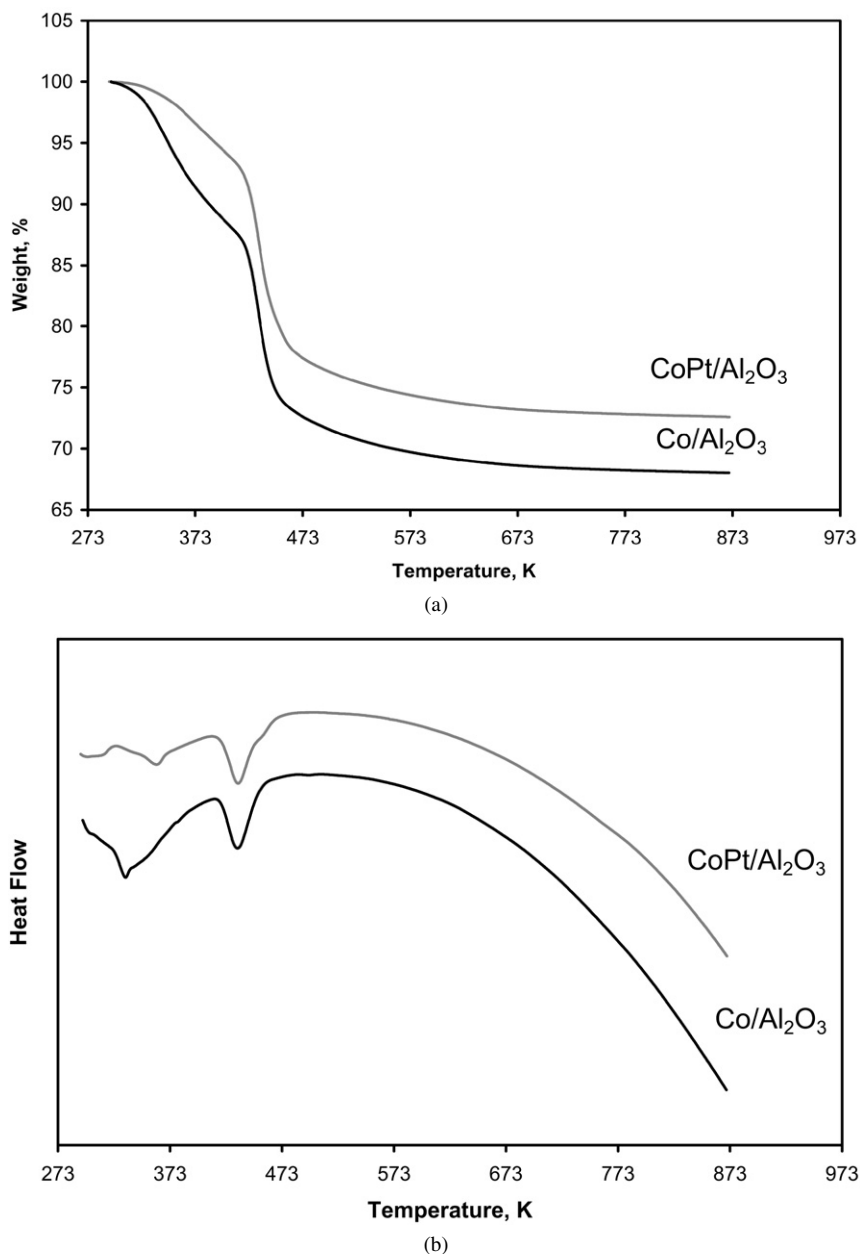 105
100
95
90
85
80
75
70
65
Weight, %
CoPt/Al₂O₃
Co/Al₂O₃
273 373 473 573 673 773 873 973
Temperature, K
(a)
Heat Flow
CoPt/Al₂O₃
Co/Al₂O₃
273 373 473 573 673 773 873 973
Temperature, K
(b)